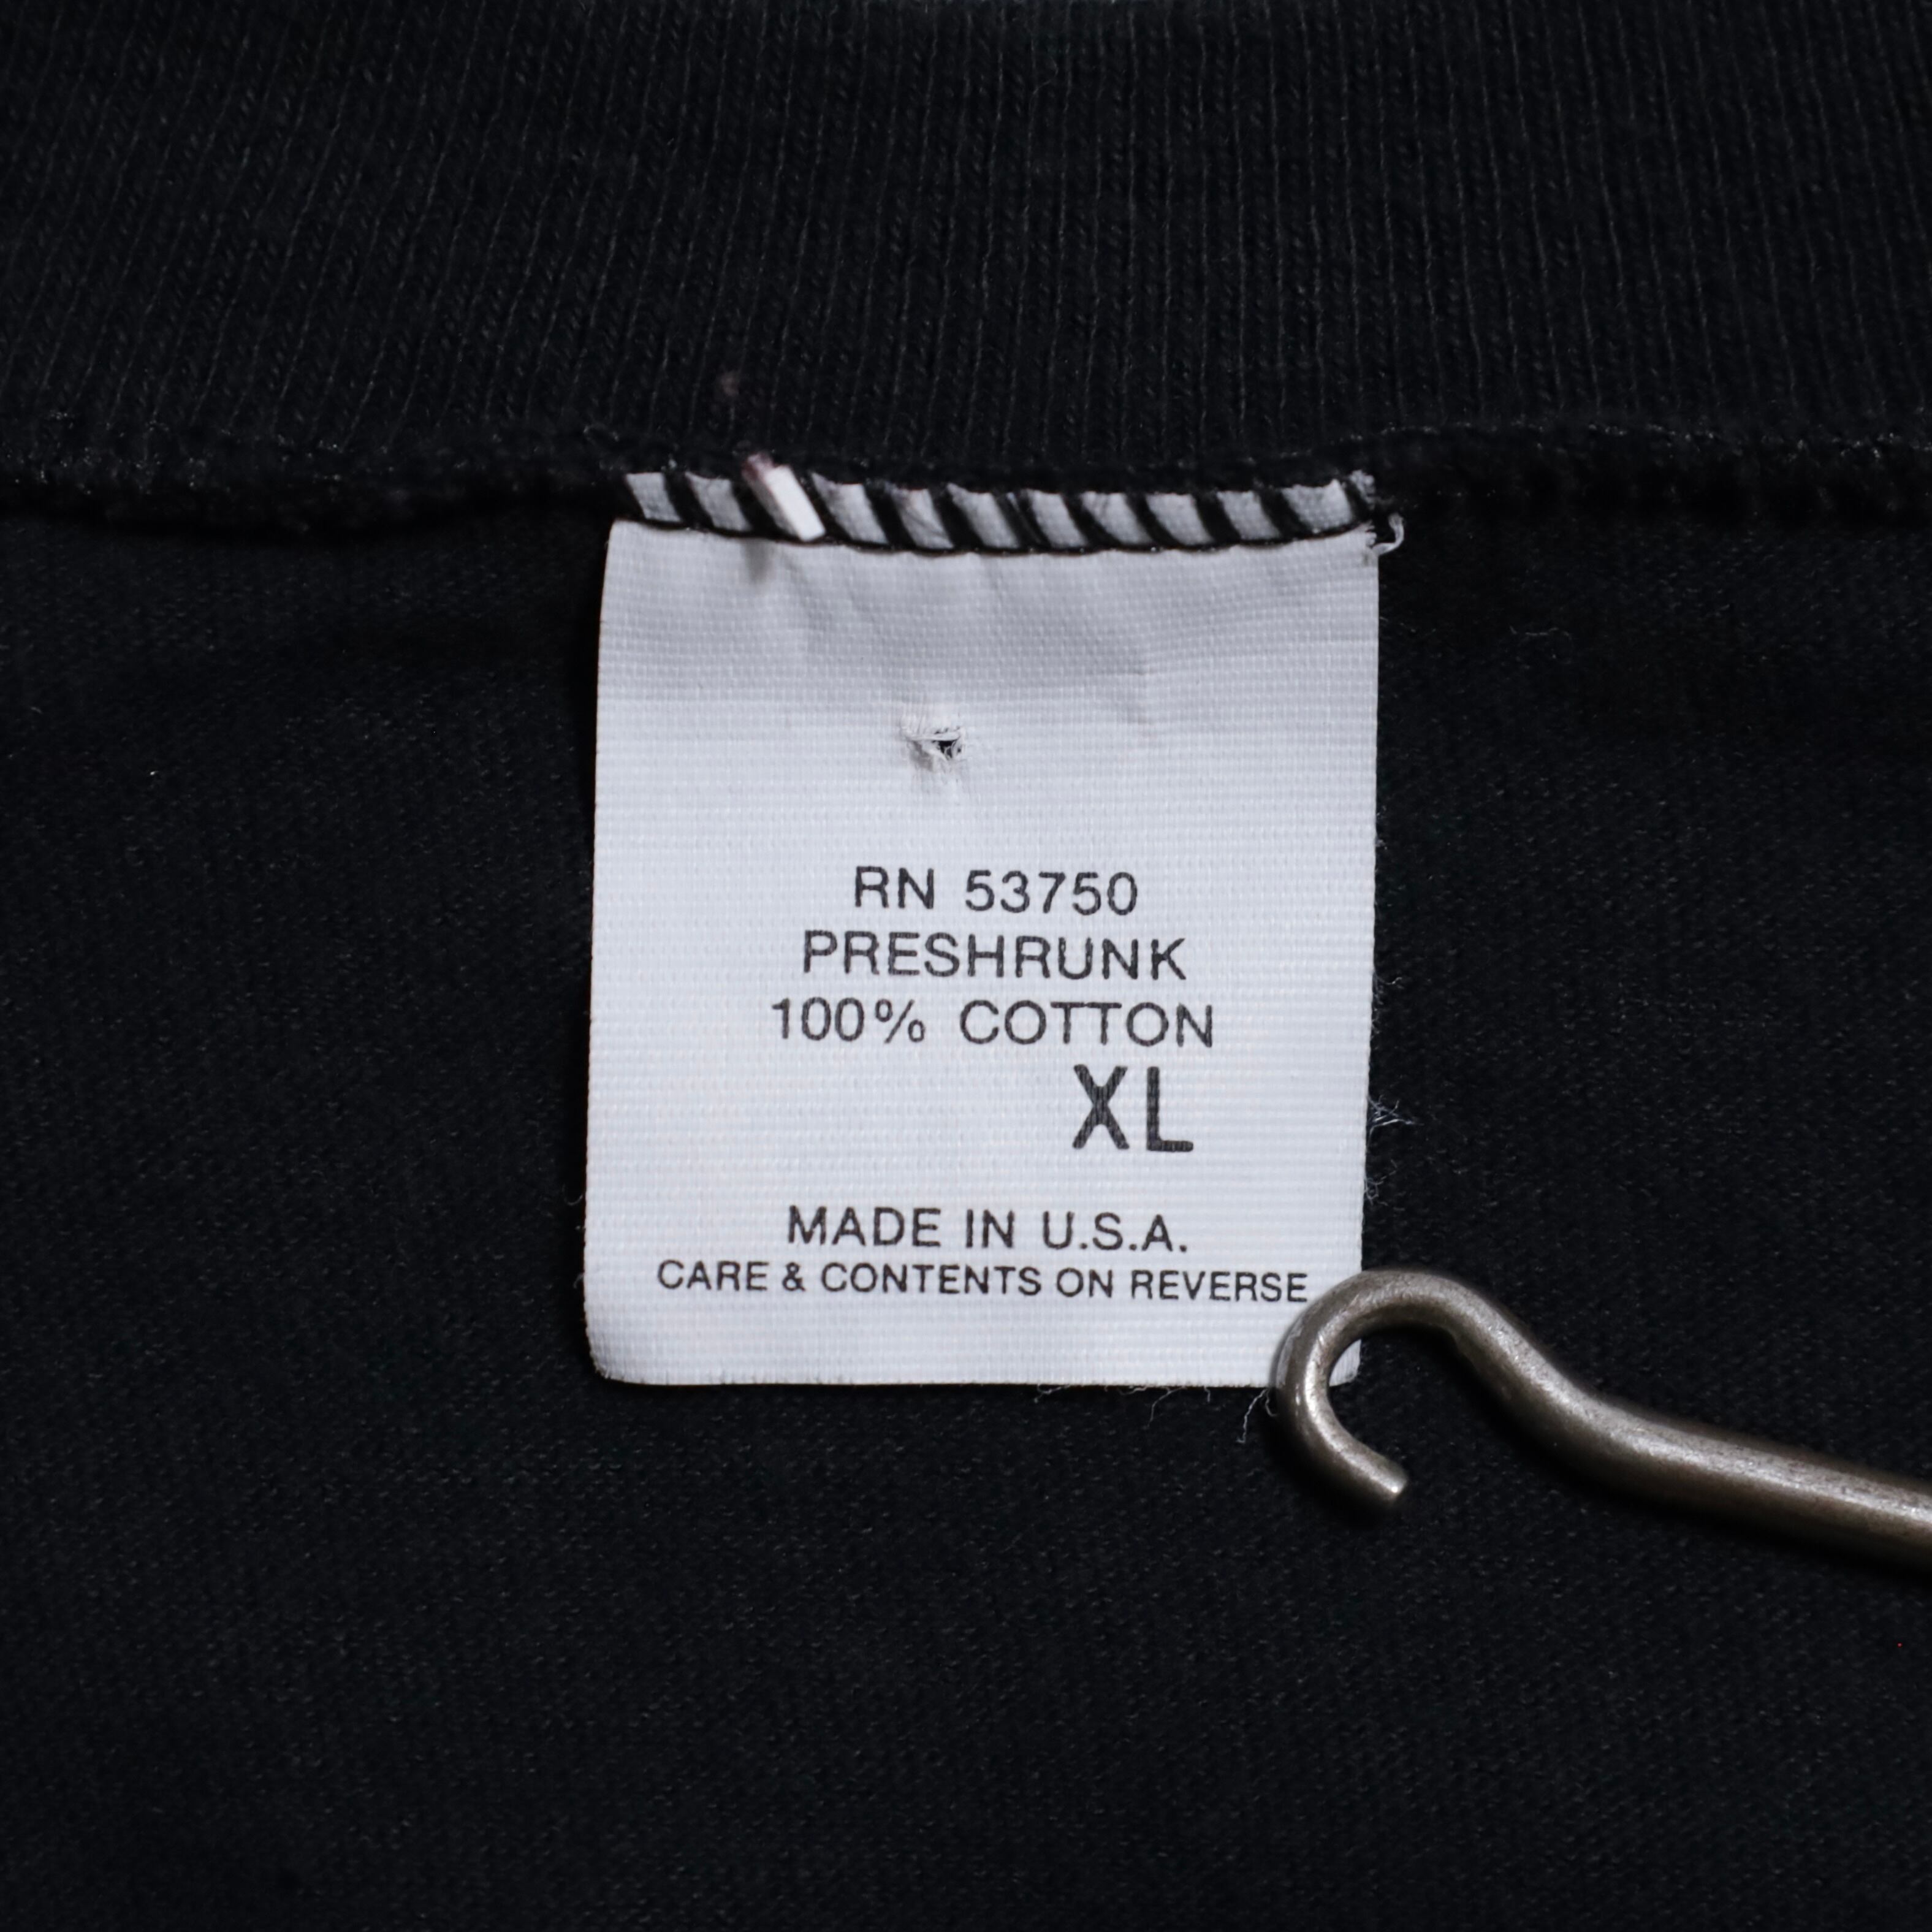 RN 53750
PRESHRUNK
100% COTTON
XL
MADE IN U.S.A.
CARE & CONTENTS ON REVERSE